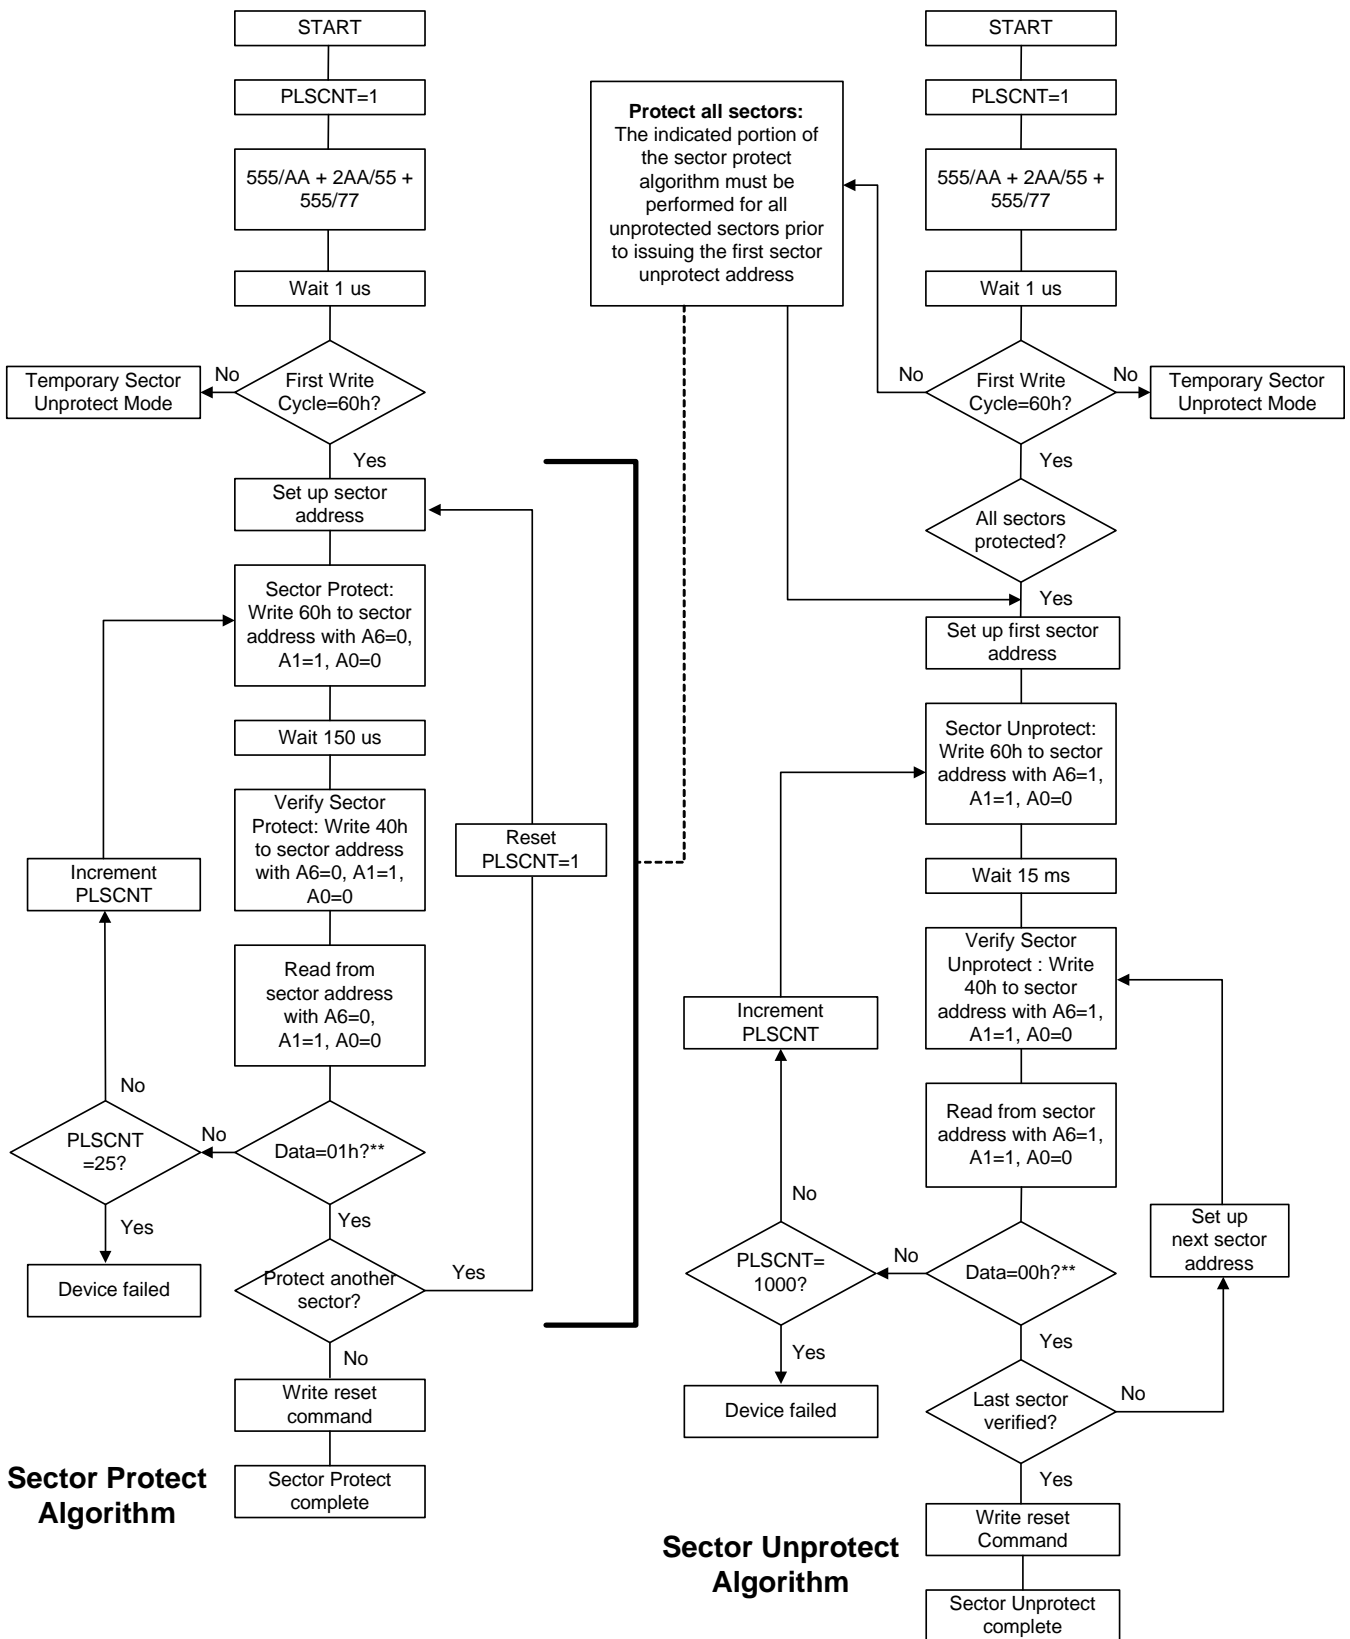 START
PLSCNT=1
555/AA + 2AA/55 +
555/77
Wait 1 us
First Write
Cycle=60h?
No
Temporary Sector
Unprotect Mode
Yes
Set up sector
address
Sector Protect:
Write 60h to sector
address with A6=0,
A1=1, A0=0
Wait 150 us
Verify Sector
Protect: Write 40h
to sector address
with A6=0, A1=1,
A0=0
Reset
PLSCNT=1
Increment
PLSCNT
Read from
sector address
with A6=0,
A1=1, A0=0
No
PLSCNT
=25?
No
Data=01h?**
Yes
Yes
Device failed
Protect another
sector?
Yes
No
Write reset
command
Sector Protect
complete
Sector Protect
Algorithm
Protect all sectors:
The indicated portion of
the sector protect
algorithm must be
performed for all
unprotected sectors prior
to issuing the first sector
unprotect address
START
PLSCNT=1
555/AA + 2AA/55 +
555/77
Wait 1 us
No
First Write
Cycle=60h?
No
Temporary Sector
Unprotect Mode
Yes
All sectors
protected?
Yes
Set up first sector
address
Sector Unprotect:
Write 60h to sector
address with A6=1,
A1=1, A0=0
Wait 15 ms
Verify Sector
Unprotect : Write
40h to sector
address with A6=1,
A1=1, A0=0
Increment
PLSCNT
Read from sector
address with A6=1,
A1=1, A0=0
No
PLSCNT=
1000?
No
Data=00h?**
Set up
next sector
address
Yes
Yes
Device failed
Last sector
verified?
No
Yes
Write reset
Command
Sector Unprotect
complete
Sector Unprotect
Algorithm